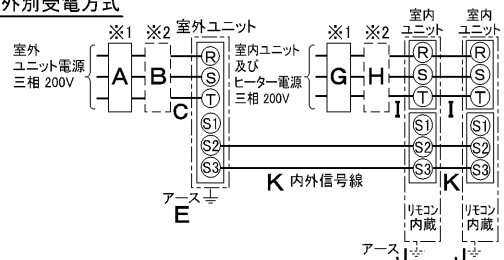 外別受電方式
※1 ※2 室外ユニット
室外
ユニット電源
三相 200V
A B
C
R
S
T
S1
S2
S3
アース
E
※1 ※2
室内ユニット
及び
ヒーター電源
三相 200V
G H
I I
室内
ユニット
室内
ユニット
R
S
T
S1
S2
S3
R
S
T
S1
S2
S3
K 内外信号線
K
リモコン
内蔵
リモコン
内蔵
アース J J